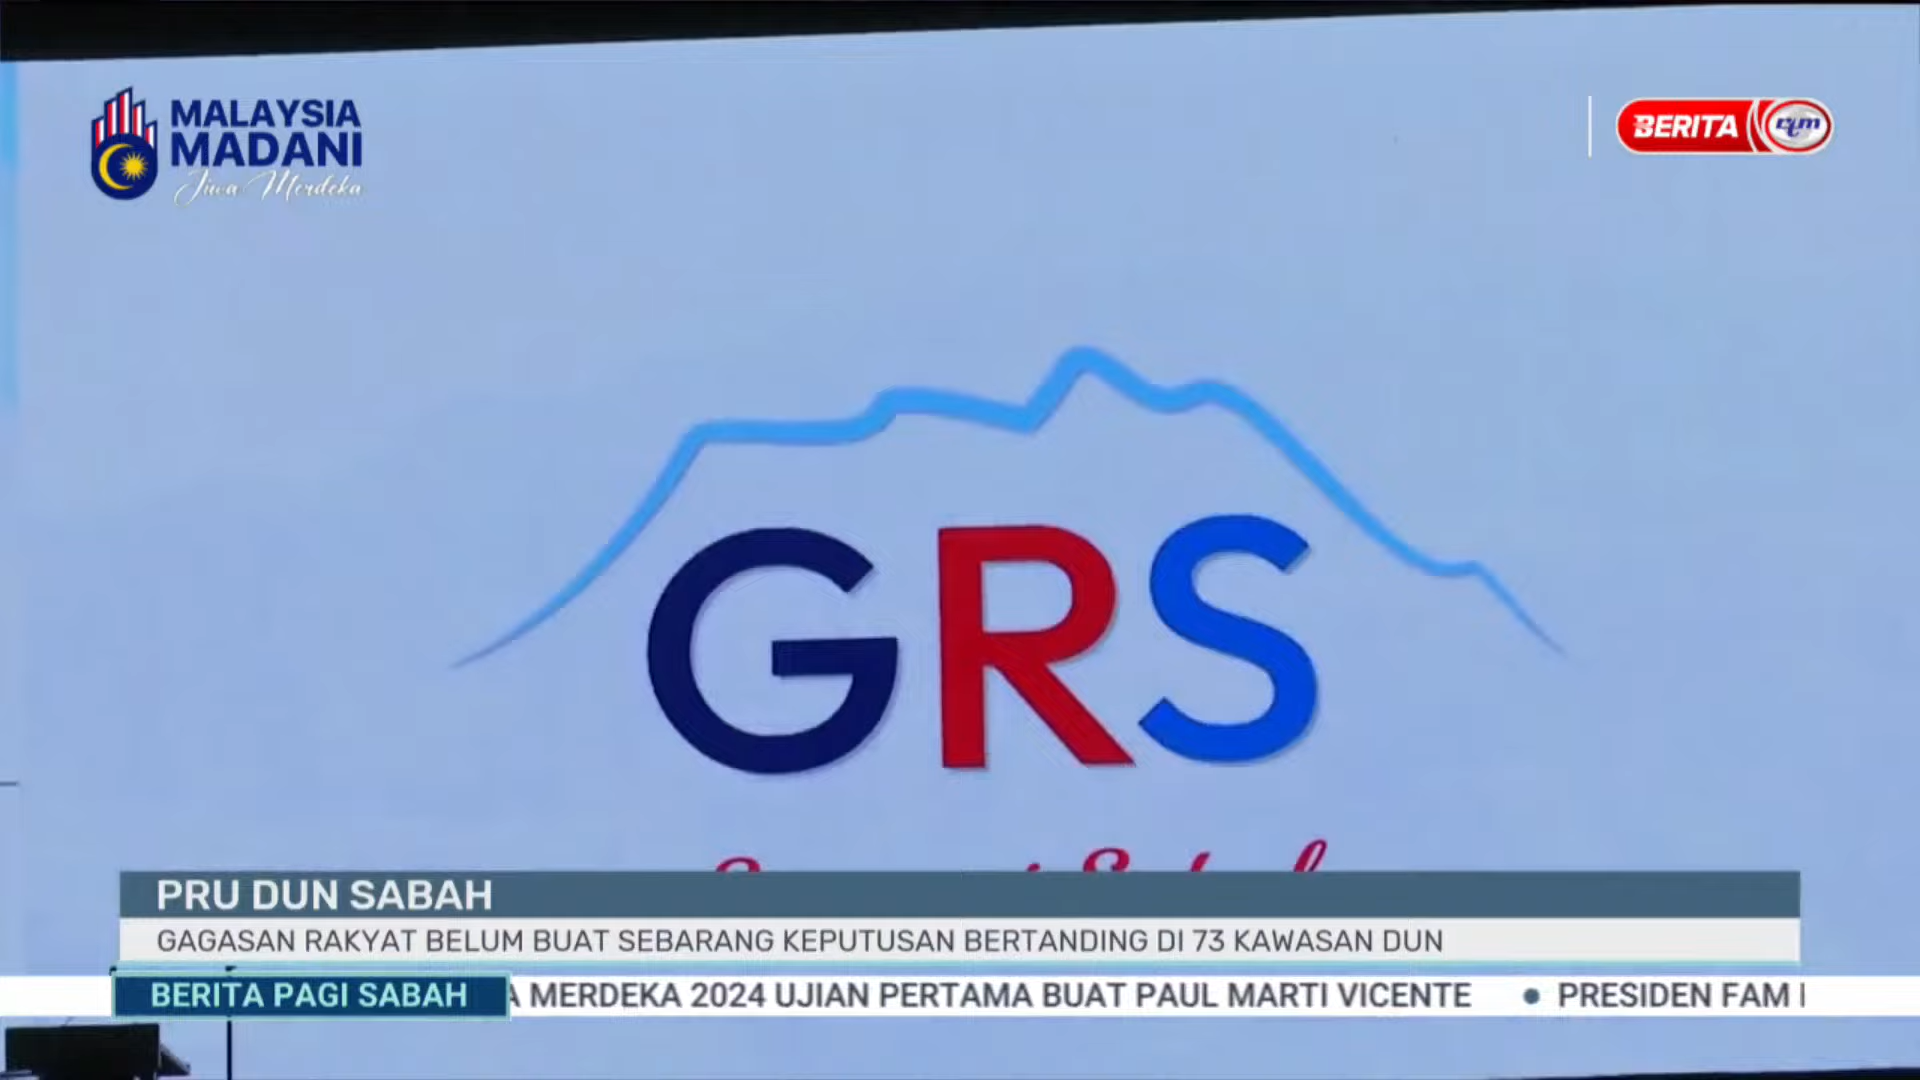 MALAYSIA
MADANI
Jiwa Merdeka
BERITA rtm
GRS
PRU DUN SABAH
GAGASAN RAKYAT BELUM BUAT SEBARANG KEPUTUSAN BERTANDING DI 73 KAWASAN DUN
BERITA PAGI SABAH
A MERDEKA 2024 UJIAN PERTAMA BUAT PAUL MARTI VICENTE • PRESIDEN FAM